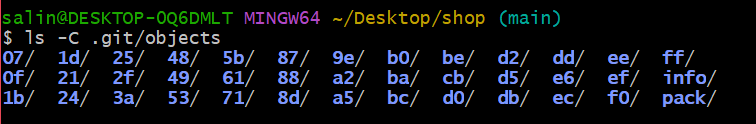 salin@DESKTOP-OQ6DMLT MINGW64 ~/Desktop/shop (main)
$ ls -C .git/objects
07/  1d/  25/  48/  5b/  87/  9e/  b0/  be/  d2/  dd/  ee/  ff/
0f/  21/  2f/  49/  61/  88/  a2/  ba/  cb/  d5/  e6/  ef/  info/
1b/  24/  3a/  53/  71/  8d/  a5/  bc/  d0/  db/  ec/  f0/  pack/